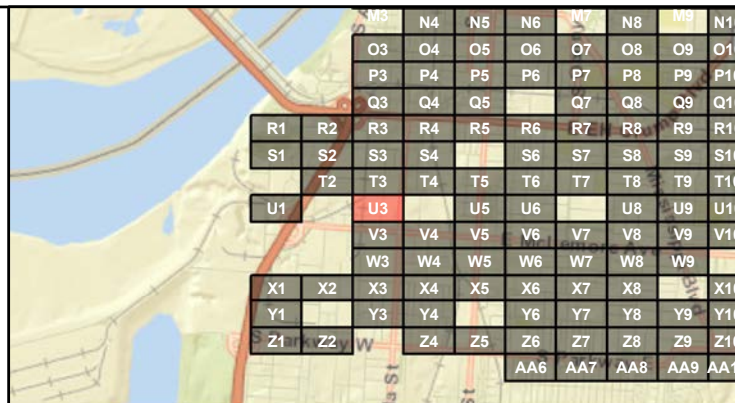 M3 N4 N5 N6 M7 N8 M9
O3 O4 O5 O6 O7 O8 O9
P3 P4 P5 P6 P7 P8 P9
Q3 Q4 Q5 Q7 Q8 Q9
R1 R2 R3 R4 R5 R6 R7 R8 R9
S1 S2 S3 S4 S6 S7 S8 S9
T2 T3 T4 T5 T6 T7 T8 T9
U1 U3 U5 U6 U8 U9
V3 V4 V5 V6 V7 V8 V9
E McLemore Ave
W3 W4 W5 W6 W7 W8 W9
X1 X2 X3 X4 X5 X6 X7 X8
Y1 Y3 Y4 Y6 Y7 Y8 Y9
Z1 Z2 Z4 Z5 Z6 Z7 Z8 Z9
S Parkway W
AA6 AA7 AA8 AA9